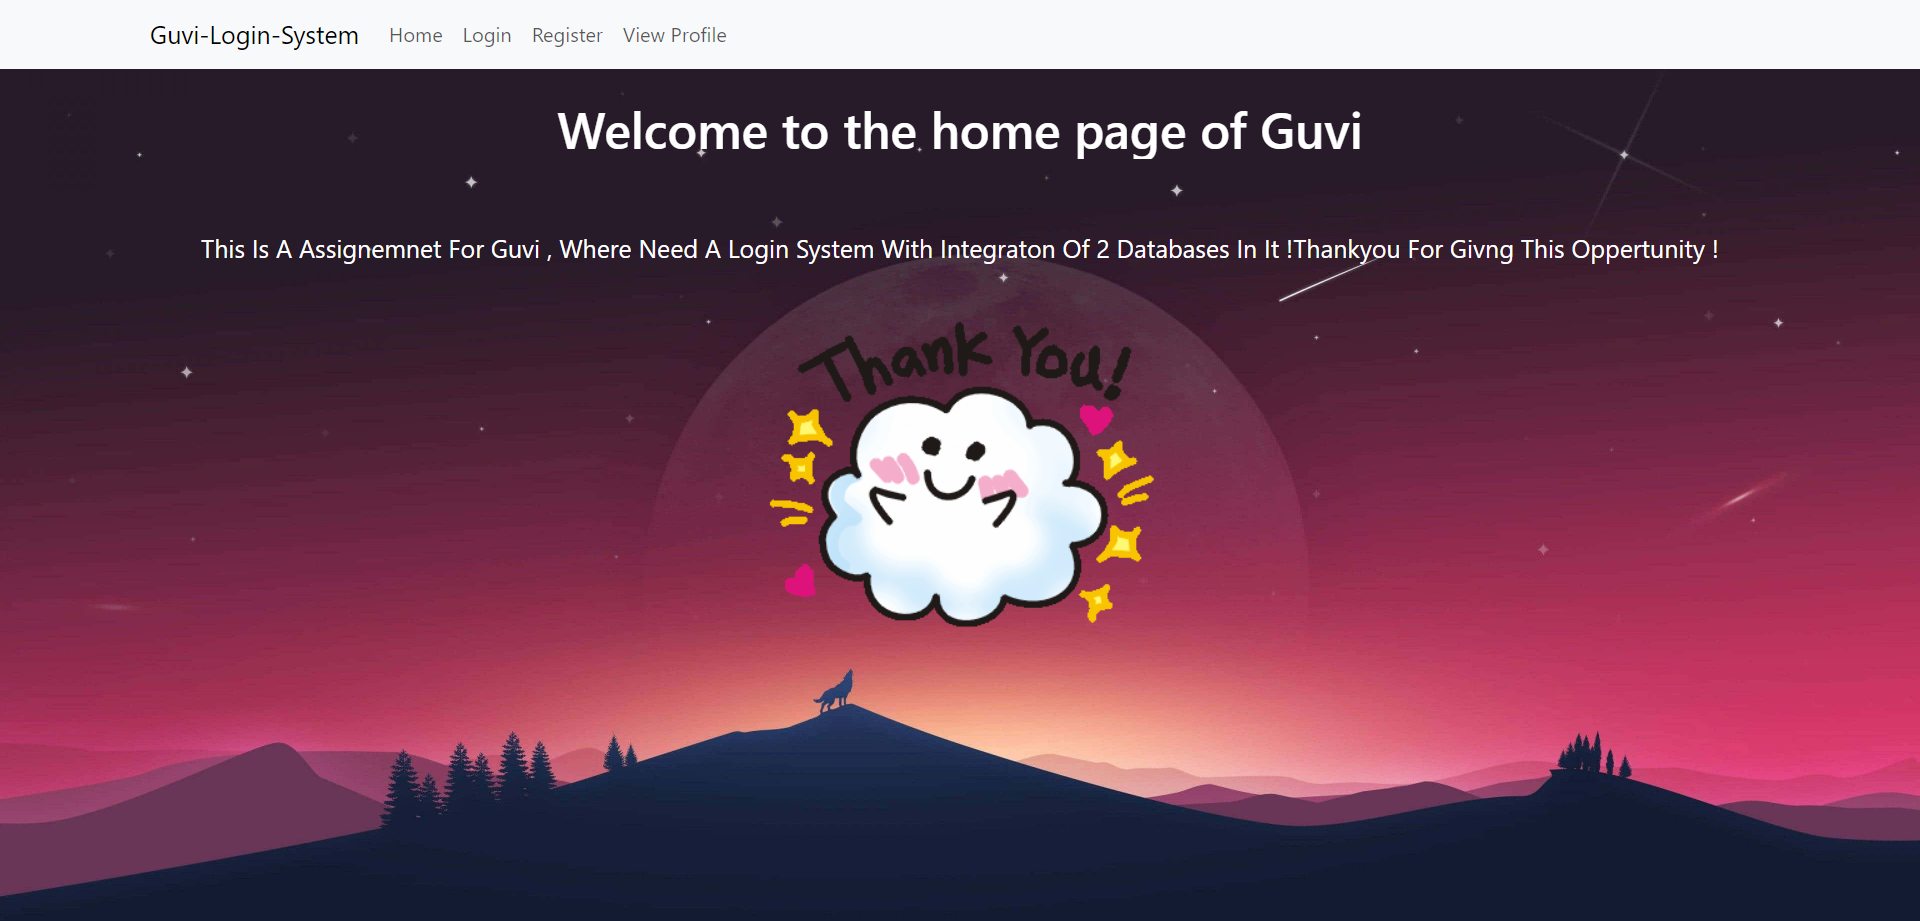 Guvi-Login-System Home Login Register View Profile
Welcome to the home page of Guvi
This Is A Assignemnet For Guvi , Where Need A Login System With Integraton Of 2 Databases In It !Thankyou For Givng This Oppertunity !
Thank You!